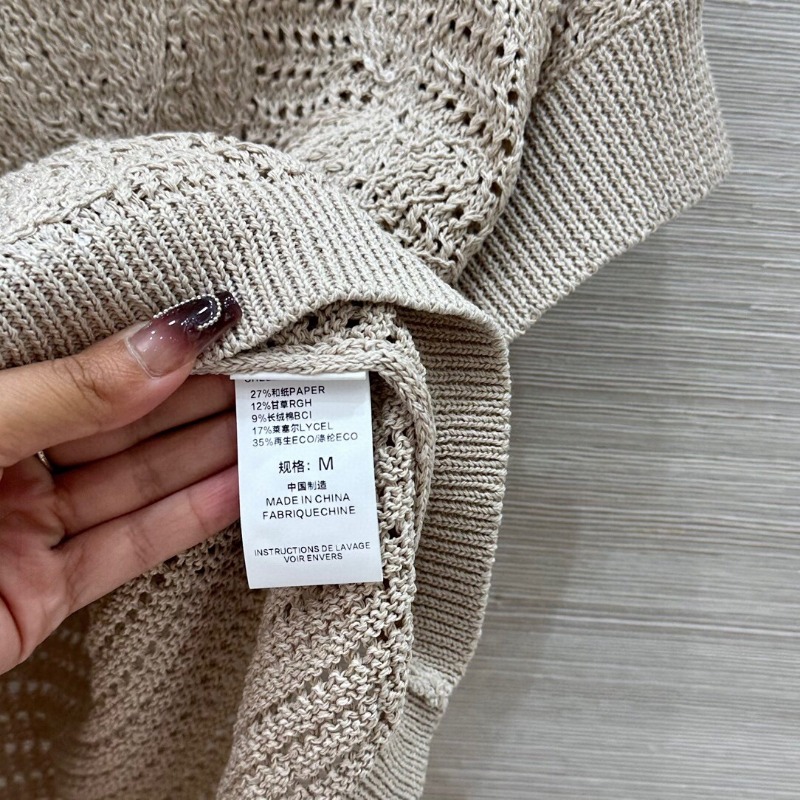 27%和纸PAPER
12%甘草RGH
9%长绒棉BCI
17%莱塞尔LYCEL
35%再生ECO/涤纶ECO
规格: M
中国制造
MADE IN CHINA
FABRIQUECHINE
INSTRUCTIONS DE LAVAGE
VOIR ENVERS